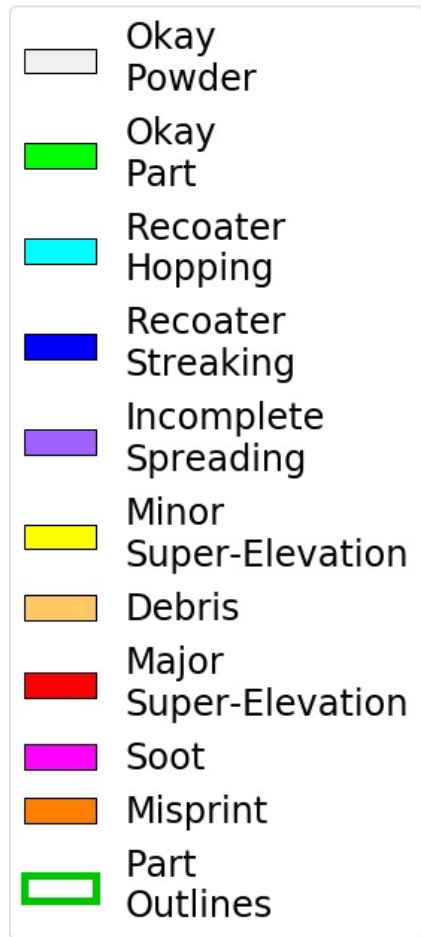 Okay
Powder
Okay
Part
Recoater
Hopping
Recoater
Streaking
Incomplete
Spreading
Minor
Super-Elevation
Debris
Major
Super-Elevation
Soot
Misprint
Part
Outlines